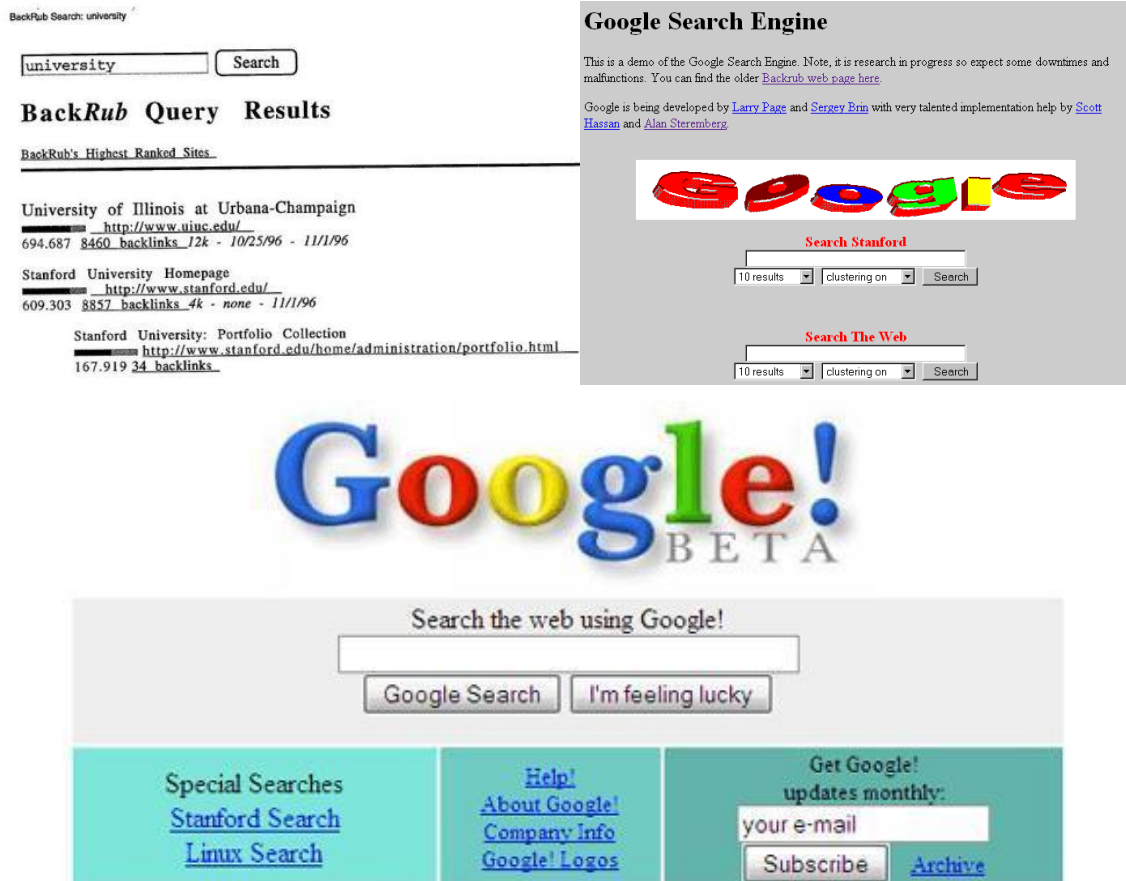 BackRub Search: university
university
Search
BackRub Query Results
BackRub's Highest Ranked Sites
University of Illinois at Urbana-Champaign
http://www.uiuc.edu/
694.687 8460 backlinks 12k - 10/25/96 - 11/1/96
Stanford University Homepage
http://www.stanford.edu/
609.303 8857 backlinks 4k - none - 11/1/96
Stanford University: Portfolio Collection
http://www.stanford.edu/home/administration/portfolio.html
167.919 34 backlinks
Google Search Engine
This is a demo of the Google Search Engine. Note, it is research in progress so expect some downtimes and
malfunctions. You can find the older Backrub web page here.
Google is being developed by Larry Page and Sergey Brin with very talented implementation help by Scott
Hassan and Alan Steremberg.
Google
Search Stanford
10 results clustering on Search
Search The Web
10 results clustering on Search
Google!
BETA
Search the web using Google!
Google Search I'm feeling lucky
Special Searches
Stanford Search
Linux Search
Help!
About Google!
Company Info
Google! Logos
Get Google!
updates monthly:
your e-mail
Subscribe Archive